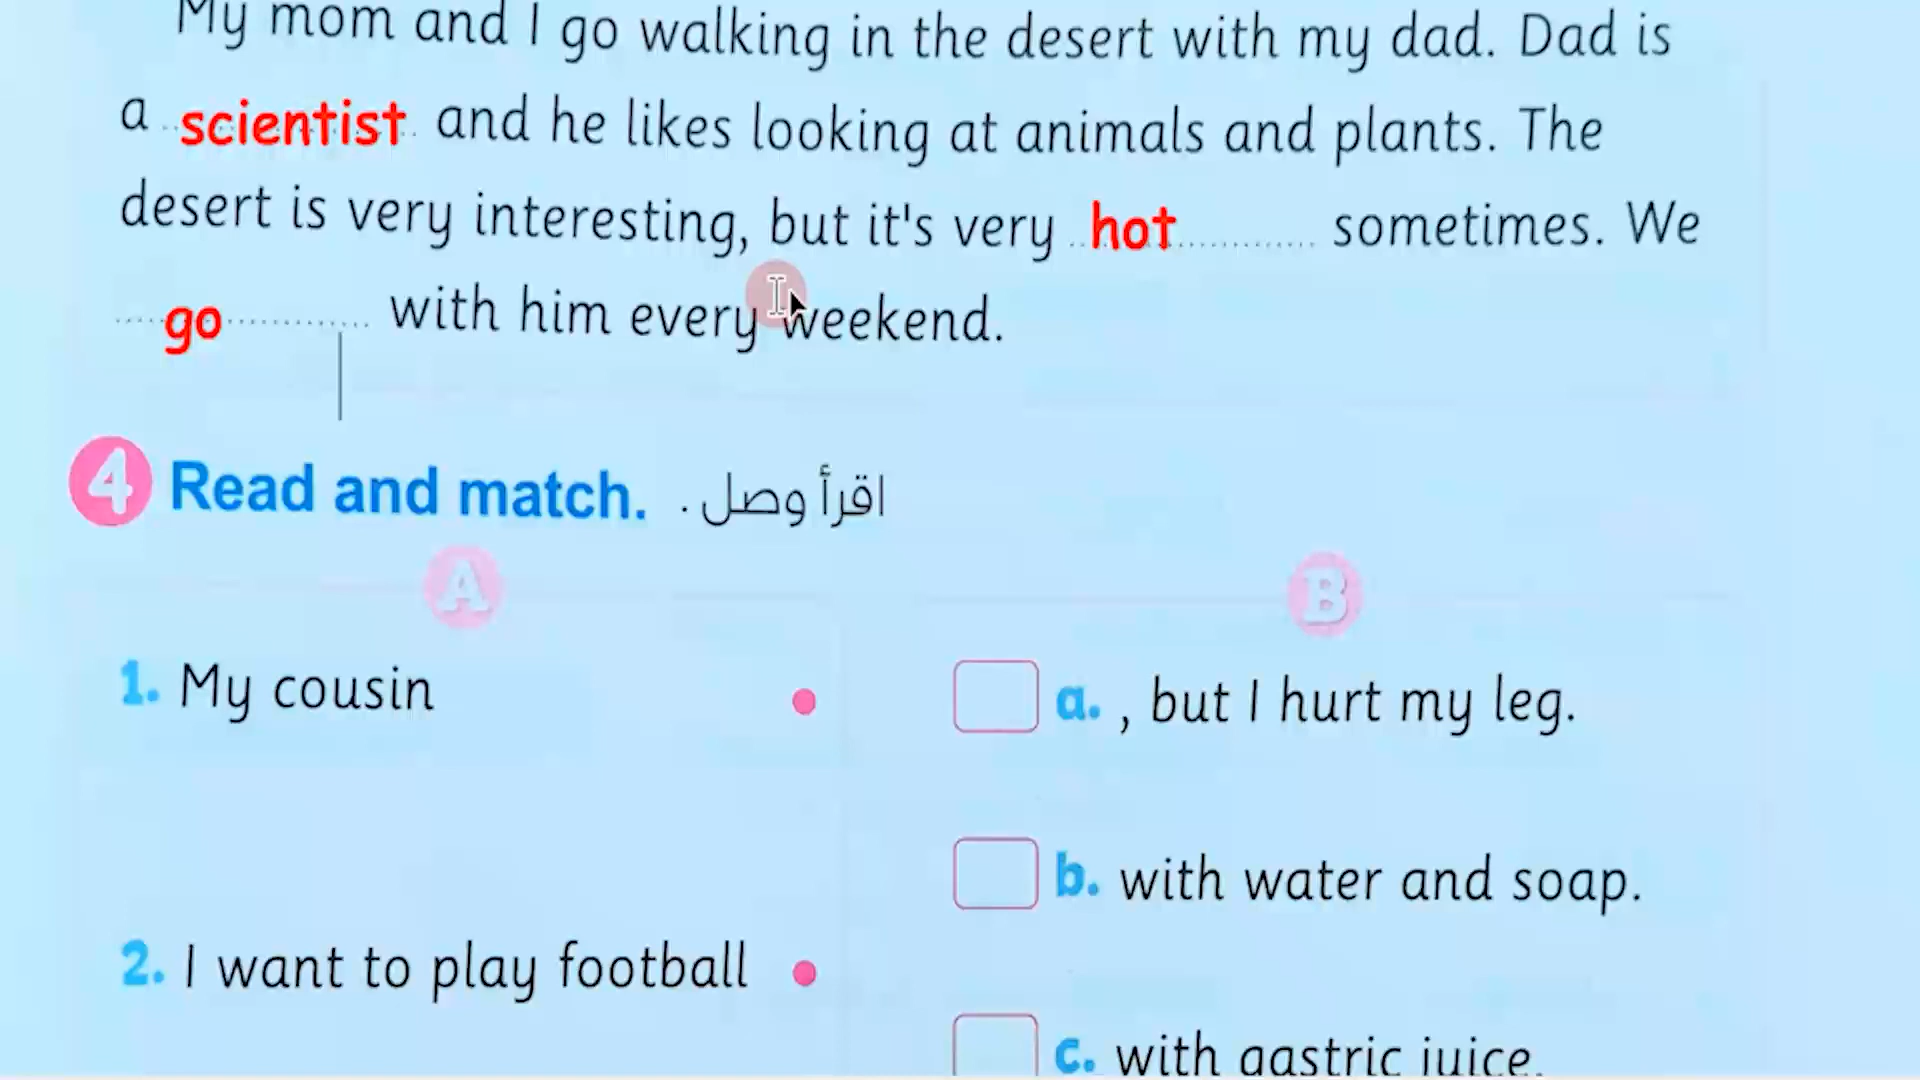 My mom and I go walking in the desert with my dad. Dad is
a scientist and he likes looking at animals and plants. The
desert is very interesting, but it's very hot sometimes. We
go with him every weekend.
4 Read and match. اقرأ وصل .
A B
1. My cousin
a. , but I hurt my leg.
b. with water and soap.
2. I want to play football
c. with gastric juice.